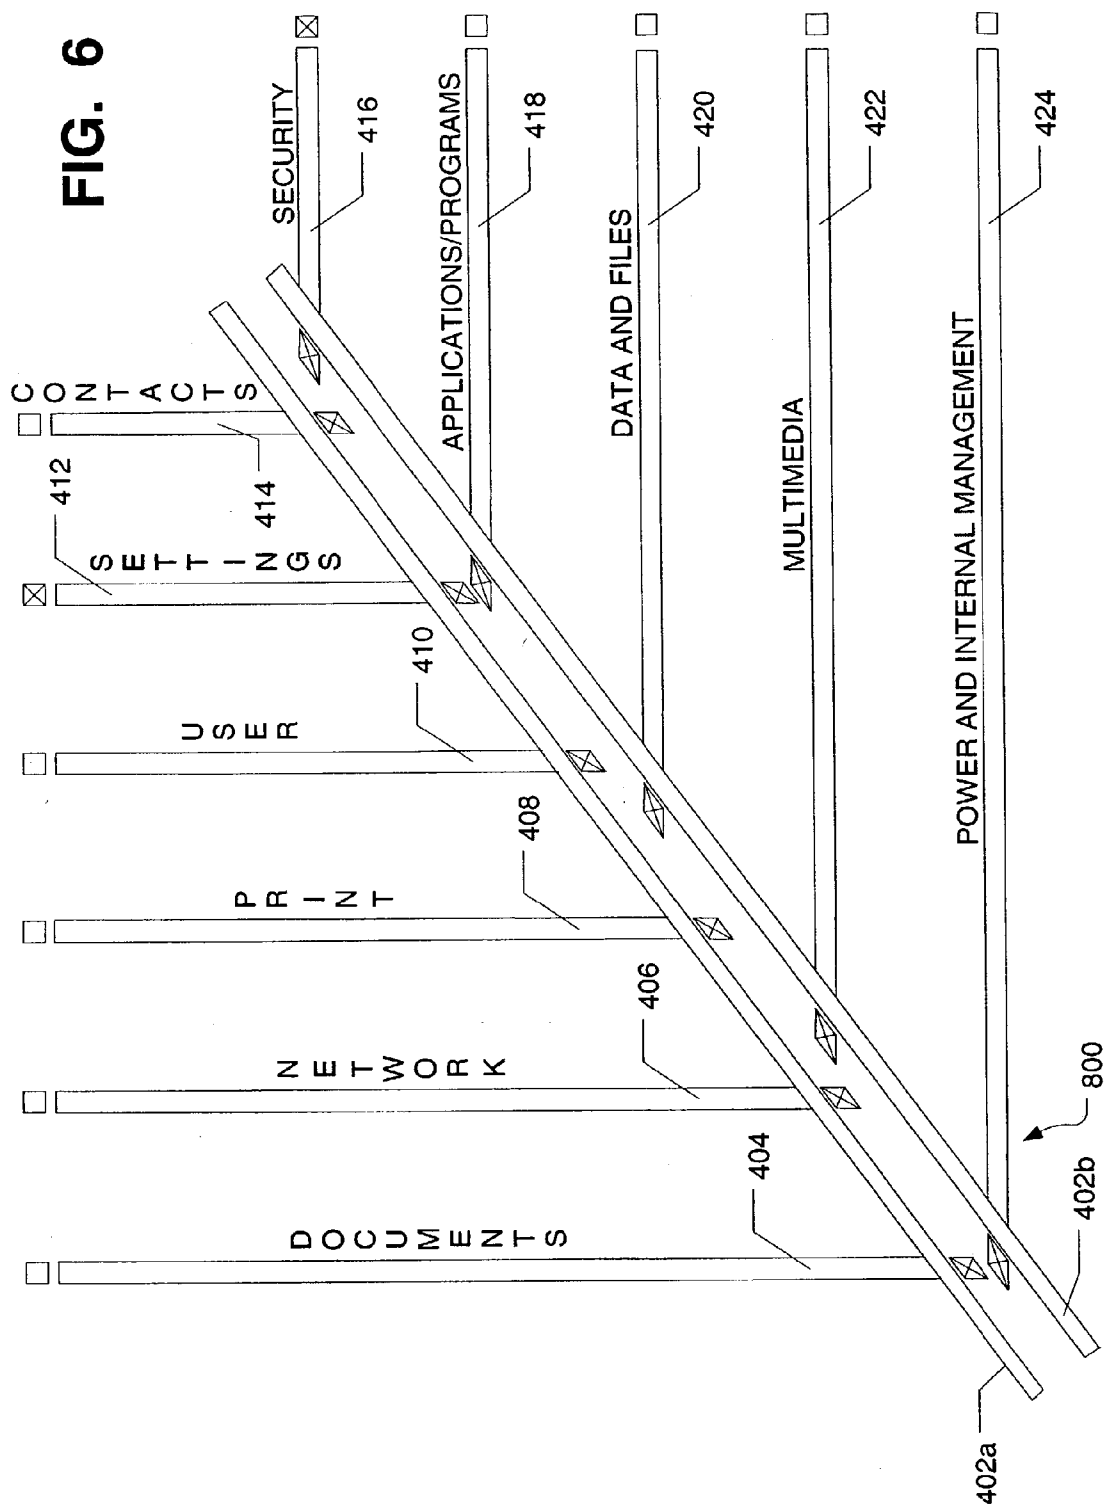 FIG. 6
CONTACTS
SETTINGS
USER
PRINT
NETWORK
DOCUMENTS
SECURITY
APPLICATIONS/PROGRAMS
DATA AND FILES
MULTIMEDIA
POWER AND INTERNAL MANAGEMENT
412
414
410
408
406
404
416
418
420
422
424
800
402a
402b